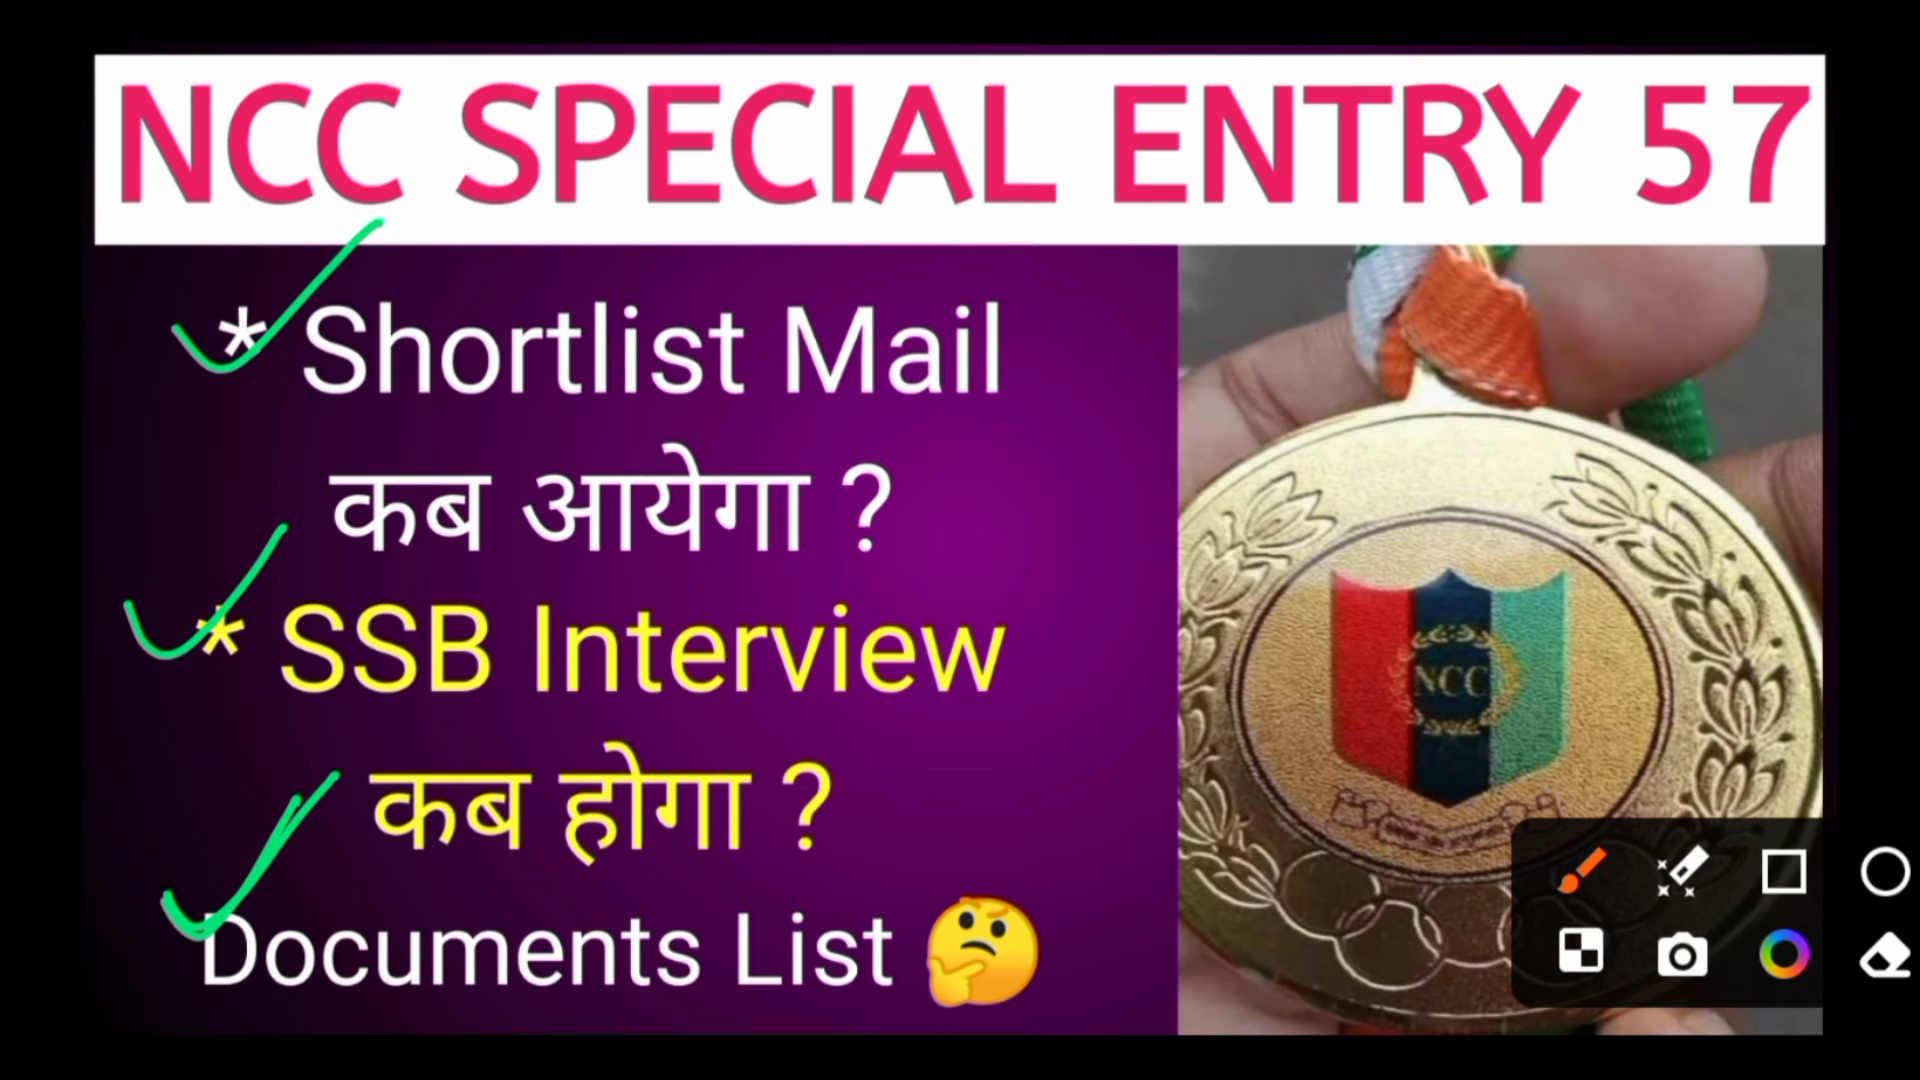 NCC SPECIAL ENTRY 57
* Shortlist Mail
कब आयेगा ?
* SSB Interview
कब होगा ?
Documents List 🤔
NCC